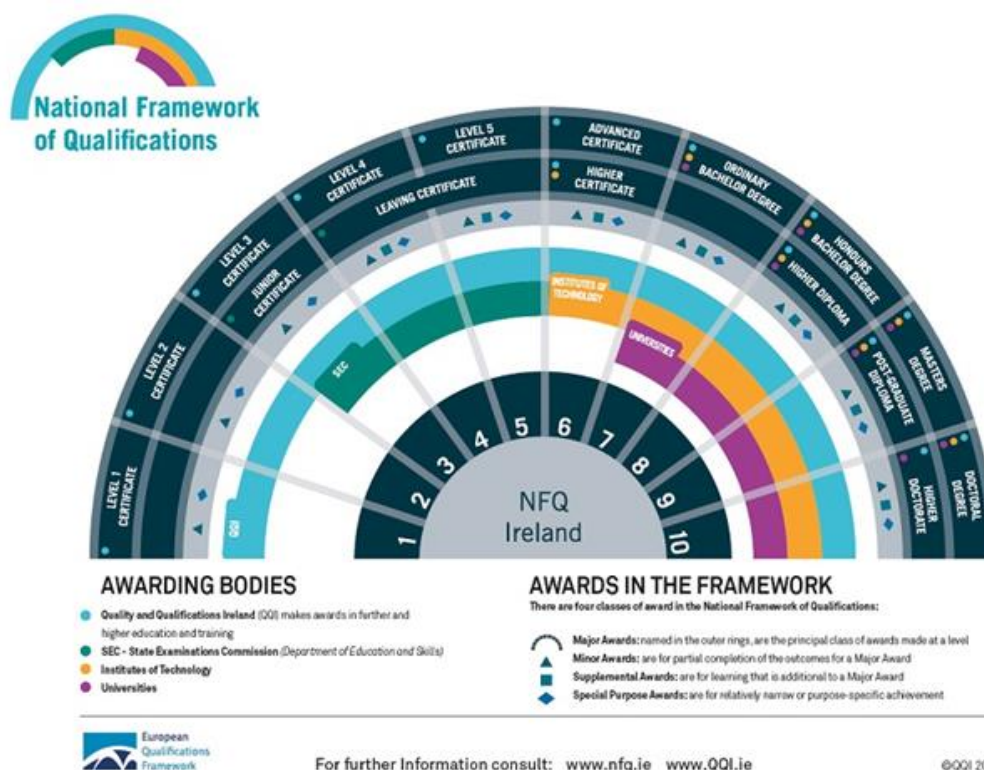 National Framework
of Qualifications
LEVEL 1
CERTIFICATE
LEVEL 2
CERTIFICATE
LEVEL 3
CERTIFICATE
LEVEL 4
CERTIFICATE
LEVEL 5
CERTIFICATE
ADVANCED
CERTIFICATE
ORDINARY
BACHELOR DEGREE
HONOURS
BACHELOR DEGREE
MASTERS
DEGREE
DOCTORAL
DEGREE
JUNIOR
CERTIFICATE
LEAVING CERTIFICATE
HIGHER
CERTIFICATE
HIGHER DIPLOMA
POST-GRADUATE
DIPLOMA
HIGHER
DOCTORATE
QQI
SEC
INSTITUTES OF
TECHNOLOGY
UNIVERSITIES
1
2
3
4
5
6
7
8
9
10
NFQ
Ireland
AWARDING BODIES
Quality and Qualifications Ireland (QQI) makes awards in further and
higher education and training
SEC - State Examinations Commission (Department of Education and Skills)
Institutes of Technology
Universities
AWARDS IN THE FRAMEWORK
There are four classes of award in the National Framework of Qualifications:
Major Awards: named in the outer rings, are the principal class of awards made at a level
Minor Awards: are for partial completion of the outcomes for a Major Award
Supplemental Awards: are for learning that is additional to a Major Award
Special Purpose Awards: are for relatively narrow or purpose-specific achievement
European
Qualifications
Framework
For further Information consult: www.nfq.ie www.QQI.ie
©QQI 20